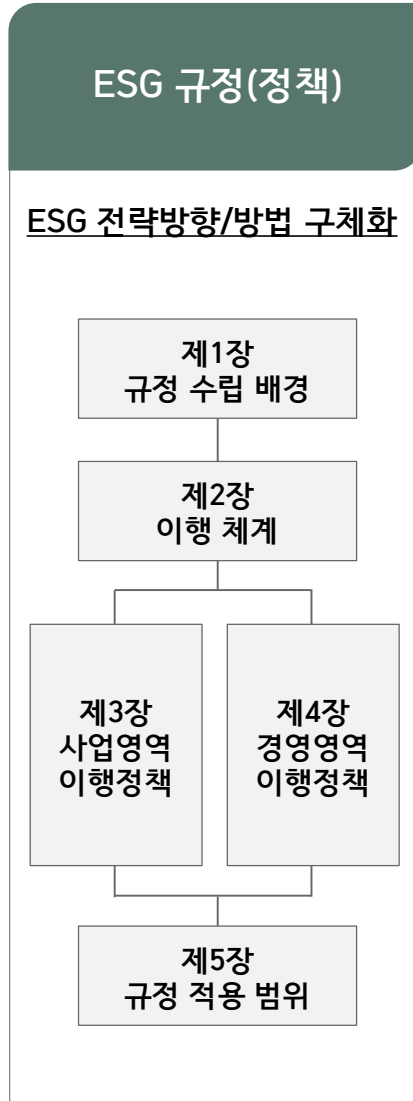 ESG 규정(정책)
ESG 전략방향/방법 구체화
제1장
규정 수립 배경
제2장
이행 체계
제3장
사업영역
이행정책
제4장
경영영역
이행정책
제5장
규정 적용 범위